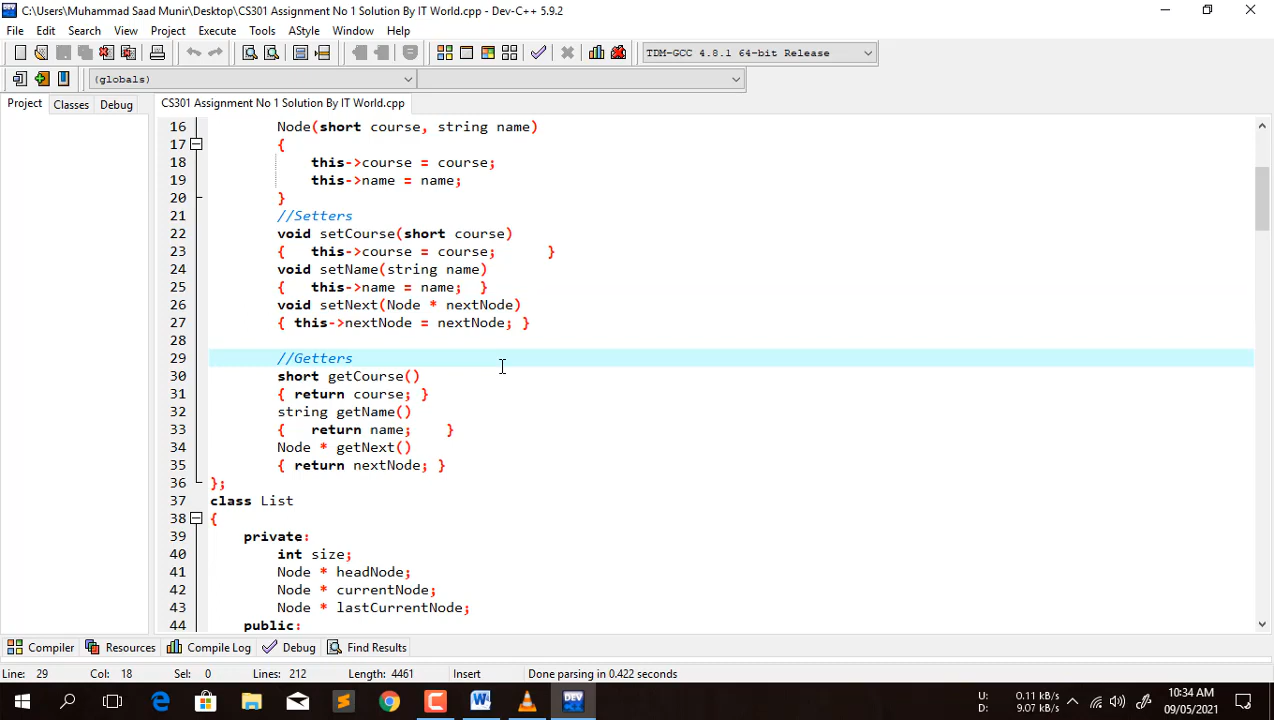 C:\Users\Muhammad Saad Munir\Desktop\CS301 Assignment No 1 Solution By IT World.cpp - Dev-C++ 5.9.2
File Edit Search View Project Execute Tools AStyle Window Help
TDM-GCC 4.8.1 64-bit Release
(globals)
Project Classes Debug CS301 Assignment No 1 Solution By IT World.cpp
16 Node(short course, string name)
17 {
18 this->course = course;
19 this->name = name;
20 }
21 //Setters
22 void setCourse(short course)
23 { this->course = course; }
24 void setName(string name)
25 { this->name = name; }
26 void setNext(Node * nextNode)
27 { this->nextNode = nextNode; }
28
29 //Getters
30 short getCourse()
31 { return course; }
32 string getName()
33 { return name; }
34 Node * getNext()
35 { return nextNode; }
36 };
37 class List
38 {
39 private:
40 int size;
41 Node * headNode;
42 Node * currentNode;
43 Node * lastCurrentNode;
44 public:
Compiler Resources Compile Log Debug Find Results
Line: 29 Col: 18 Sel: 0 Lines: 212 Length: 4461 Insert Done parsing in 0.422 seconds
U: 0.11 kB/s
D: 9.07 kB/s
10:34 AM
09/05/2021